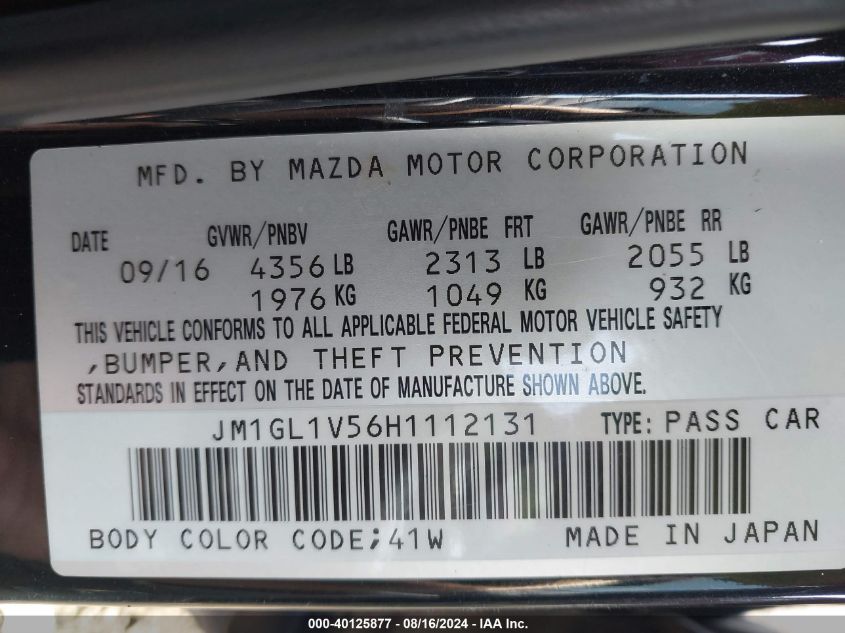 MFD. BY MAZDA MOTOR CORPORATION
DATE GVWR/PNBV GAWR/PNBE FRT GAWR/PNBE RR
09/16 4356 LB 2313 LB 2055 LB
1976 KG 1049 KG 932 KG
THIS VEHICLE CONFORMS TO ALL APPLICABLE FEDERAL MOTOR VEHICLE SAFETY
,BUMPER,AND THEFT PREVENTION
STANDARDS IN EFFECT ON THE DATE OF MANUFACTURE SHOWN ABOVE.
JM1GL1V56H1112131 TYPE: PASS CAR
BODY COLOR CODE;41W MADE IN JAPAN
000-40125877 - 08/16/2024 - IAA Inc.